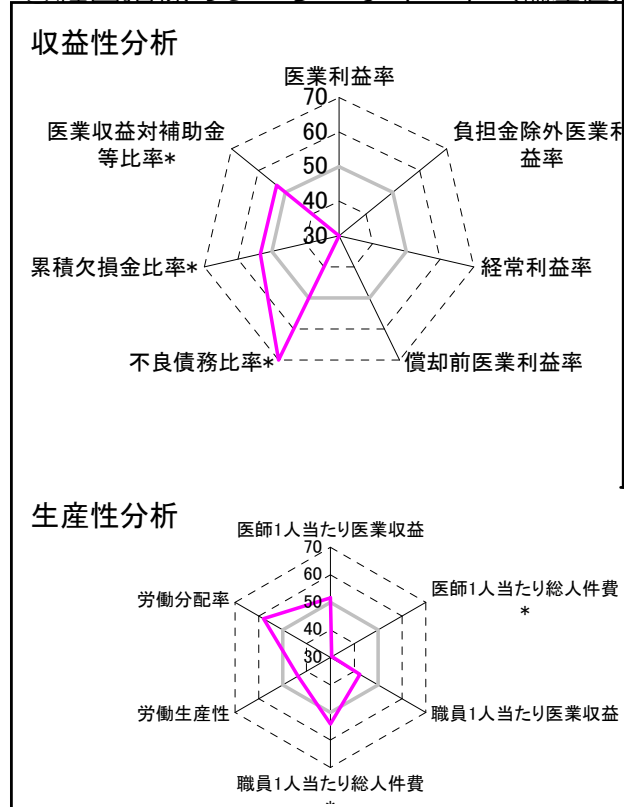 収益性分析
医業利益率
70
60
50
40
30
負担金除外医業利
益率
経常利益率
償却前医業利益率
不良債務比率*
累積欠損金比率*
医業収益対補助金
等比率*
生産性分析
医師1人当たり医業収益
70
60
50
40
30
医師1人当たり総人件費
*
職員1人当たり医業収益
職員1人当たり総人件費
*
労働生産性
労働分配率